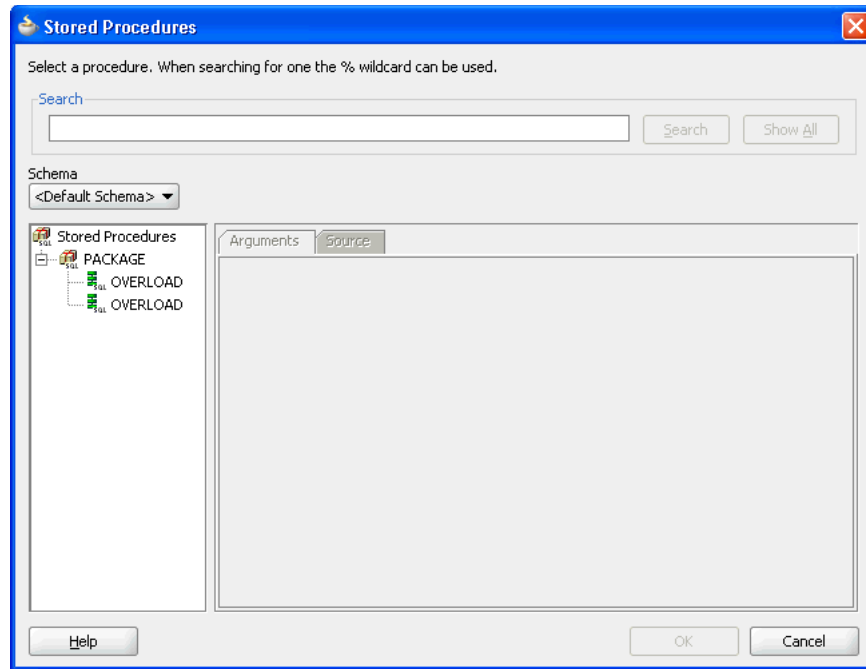 Stored Procedures
Select a procedure. When searching for one the % wildcard can be used.
Search
Search
Show All
Schema
<Default Schema>
Stored Procedures
PACKAGE
OVERLOAD
OVERLOAD
Arguments
Source
Help
OK
Cancel